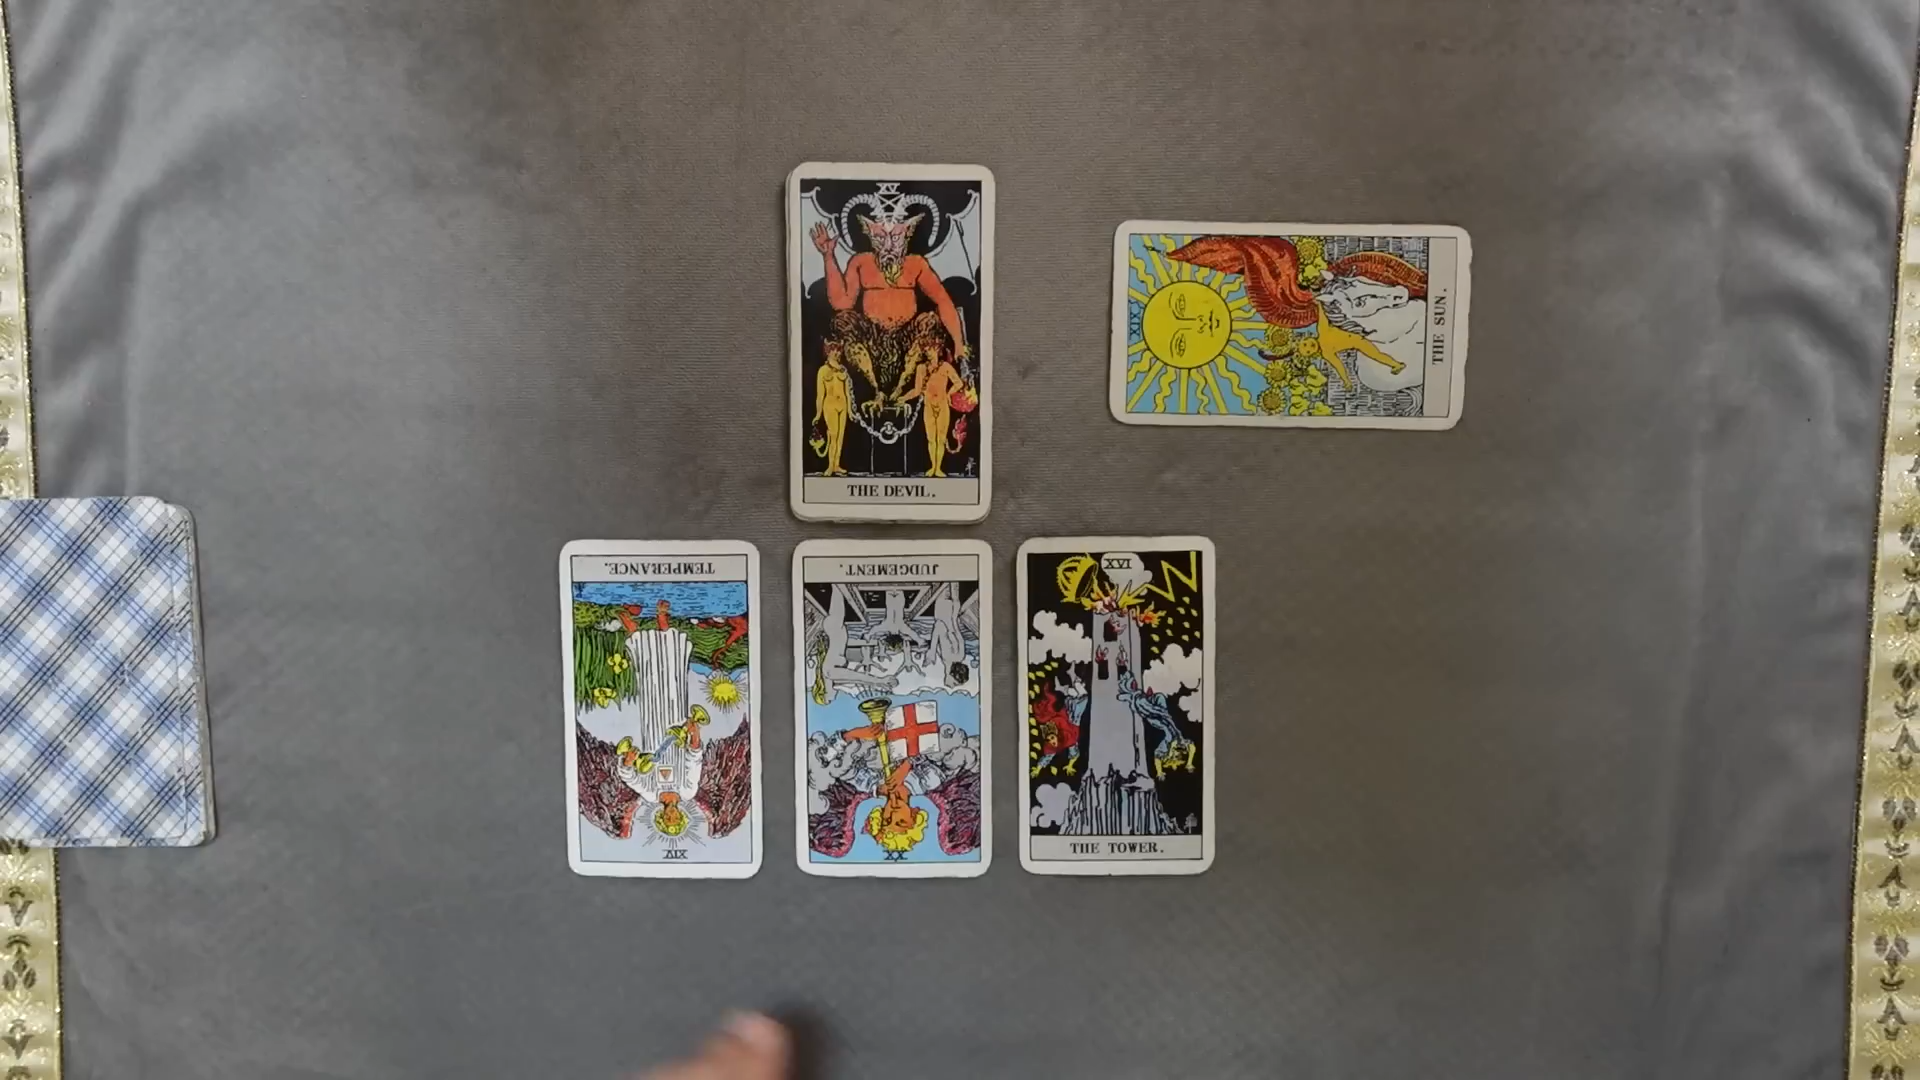 XV
THE DEVIL.
XIX
THE SUN.
TEMPERANCE.
XIV
JUDGEMENT.
XX
XVI
THE TOWER.